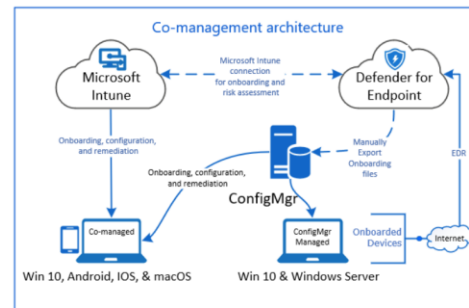 Co-management architecture
Microsoft
Intune
Microsoft Intune
connection
for onboarding and
risk assessment
Defender for
Endpoint
Onboarding, configuration,
and remediation
Onboarding, configuration,
and remediation
Manually
Export
Onboarding
files
EDR
ConfigMgr
Co-managed
ConfigMgr
Managed
Onboarded
Devices
Internet
Win 10, Android, IOS, & macOS
Win 10 & Windows Server